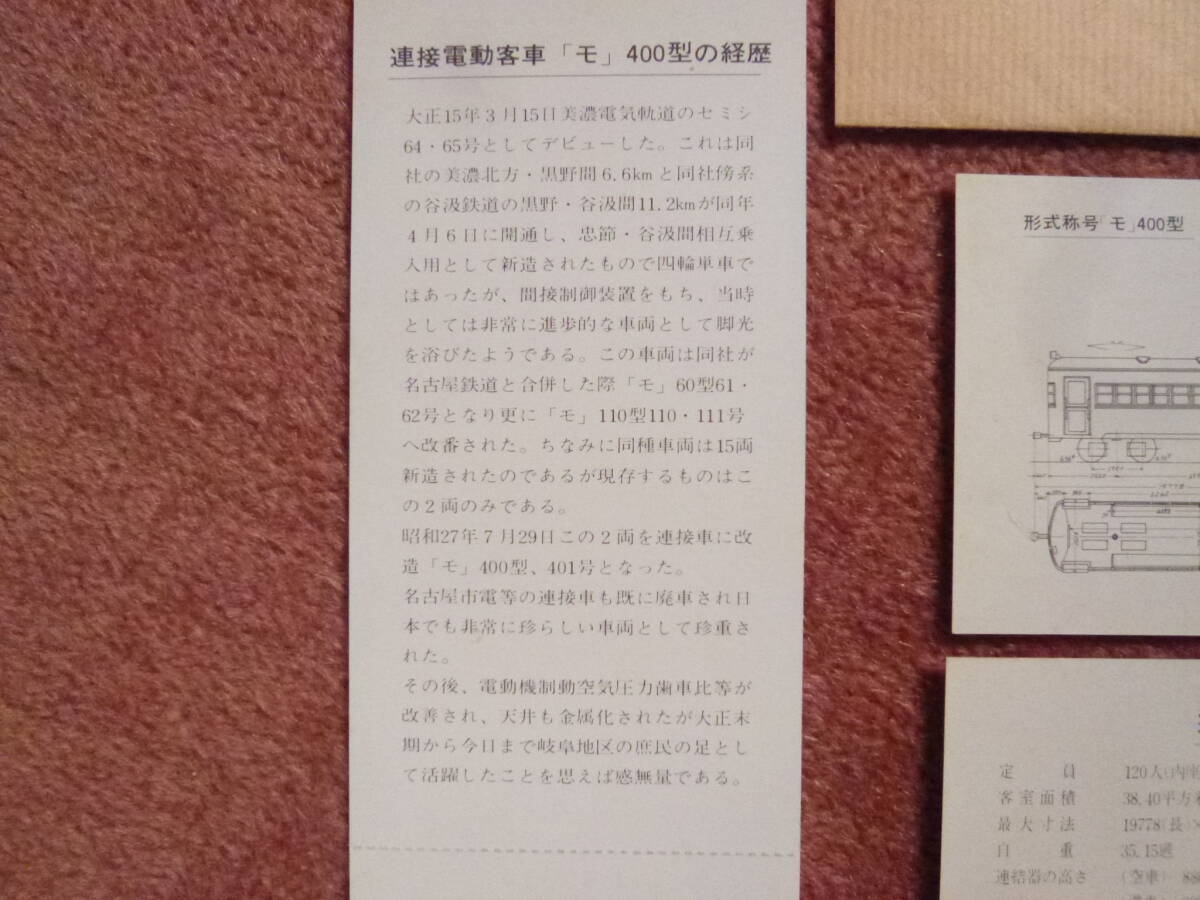 連接電動客車「モ」400型の経歴
大正15年3月15日美濃電気軌道のセミシ
64・65号としてデビューした。これは同
社の美濃北方・黒野間6.6kmと同社傍系
の谷汲鉄道の黒野・谷汲間11.2kmが同年
4月6日に開通し、忠節・谷汲間相互乗
入用として新造されたもので四輪単車で
はあったが、間接制御装置をもち、当時
としては非常に進歩的な車両として脚光
を浴びたようである。この車両は同社が
名古屋鉄道と合併した際「モ」60型61・
62号となり更に「モ」110型110・111号
へ改番された。ちなみに同種車両は15両
新造されたのであるが現存するものはこ
の2両のみである。
昭和27年7月29日この2両を連接車に改
造「モ」400型、401号となった。
名古屋市電等の連接車も既に廃車され日
本でも非常に珍らしい車両として珍重さ
れた。
その後、電動機制動空気圧力歯車比等が
改善され、天井も金属化されたが大正末
期から今日まで岐阜地区の庶民の足とし
て活躍したことを思えば感無量である。
形式称号「モ」400型
定員 120人(内座
客室面積 38.40平方
最大寸法 19778(長)×
自重 35.15瓲
連結器の高さ (空車) 880